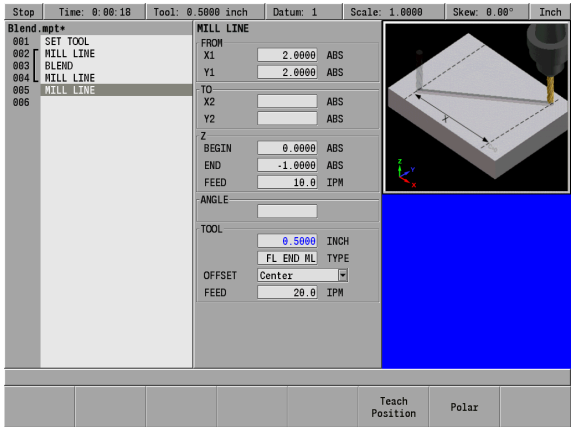 Stop Time: 0:00:18 Tool: 0.5000 inch Datum: 1 Scale: 1.0000 Skew: 0.00° Inch
Blend.mpt*
001 SET TOOL
002 MILL LINE
003 BLEND
004 MILL LINE
005 MILL LINE
006
MILL LINE
FROM
X1 2.0000 ABS
Y1 2.0000 ABS
TO
X2 ABS
Y2 ABS
Z
BEGIN 0.0000 ABS
END -1.0000 ABS
FEED 10.0 IPM
ANGLE
TOOL
0.5000 INCH
FL END ML TYPE
OFFSET Center
FEED 20.0 IPM
X
Z
Y
X
Teach
Position
Polar